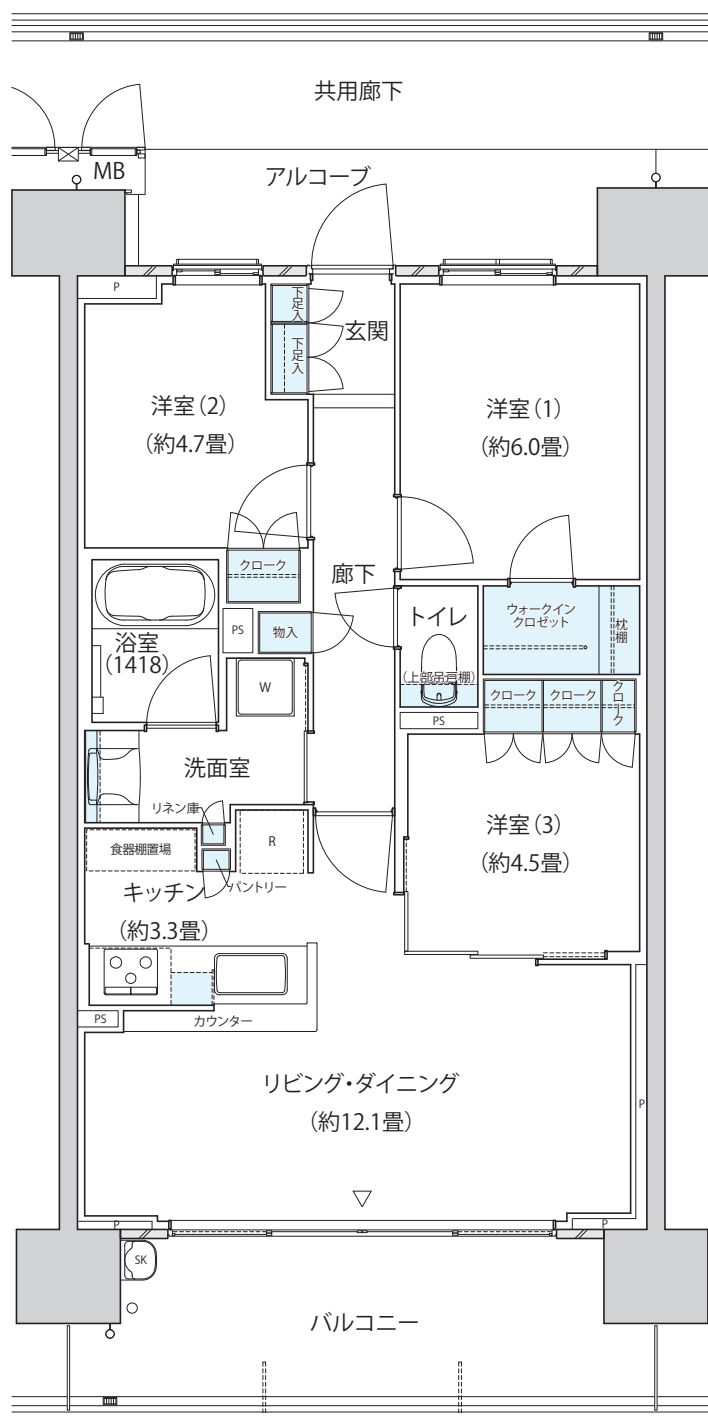 共用廊下
MB
アルコーブ
P
下足入
下足入
玄関
洋室(2)
(約4.7畳)
洋室(1)
(約6.0畳)
クローク
廊下
トイレ
ウォークイン
クロゼット
枕棚
浴室
(1418)
PS
物入
(上部吊戸棚)
W
クローク
クローク
クローク
PS
洗面室
リネン庫
洋室(3)
(約4.5畳)
食器棚置場
R
パントリー
キッチン
(約3.3畳)
PS
カウンター
リビング・ダイニング
(約12.1畳)
P
P
P
SK
バルコニー